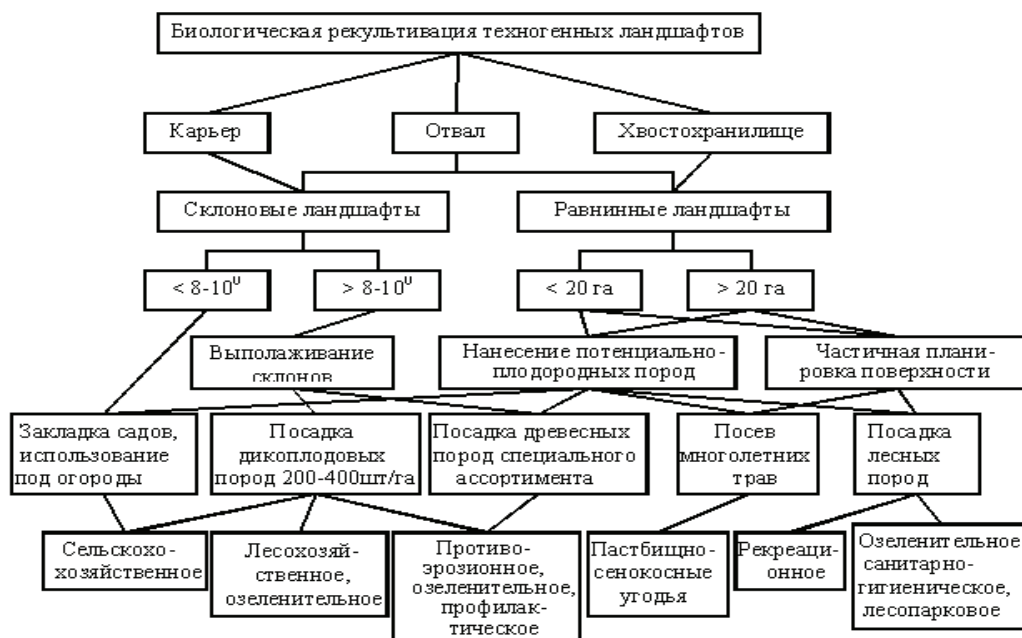 Биологическая рекультивация техногенных ландшафтов
Карьер
Отвал
Хвостохранилище
Склоновые ландшафты
Равнинные ландшафты
< 8-10⁰
> 8-10⁰
< 20 га
> 20 га
Выполаживание
склонов
Нанесение потенциально-
плодородных пород
Частичная плани-
ровка поверхности
Закладка садов,
использование
под огороды
Посадка
дикоплодовых
пород 200-400шт/га
Посадка древесных
пород специального
ассортимента
Посев
многолетних
трав
Посадка
лесных
пород
Сельскохо-
хозяйственное
Лесохозяй-
ственное,
озеленительное
Противо-
эрозионное,
озеленительное,
профилак-
тическое
Пастбищно-
сенокосные
угодья
Рекреаци-
онное
Озеленительное
санитарно-
гигиеническое,
лесопарковое